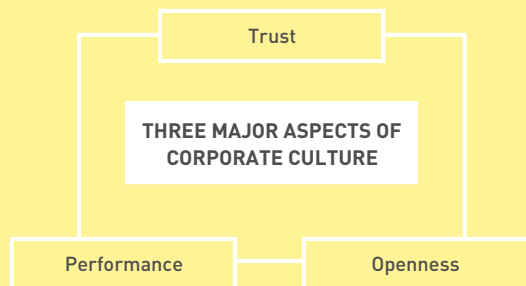 Trust
THREE MAJOR ASPECTS OF
CORPORATE CULTURE
Performance
Openness